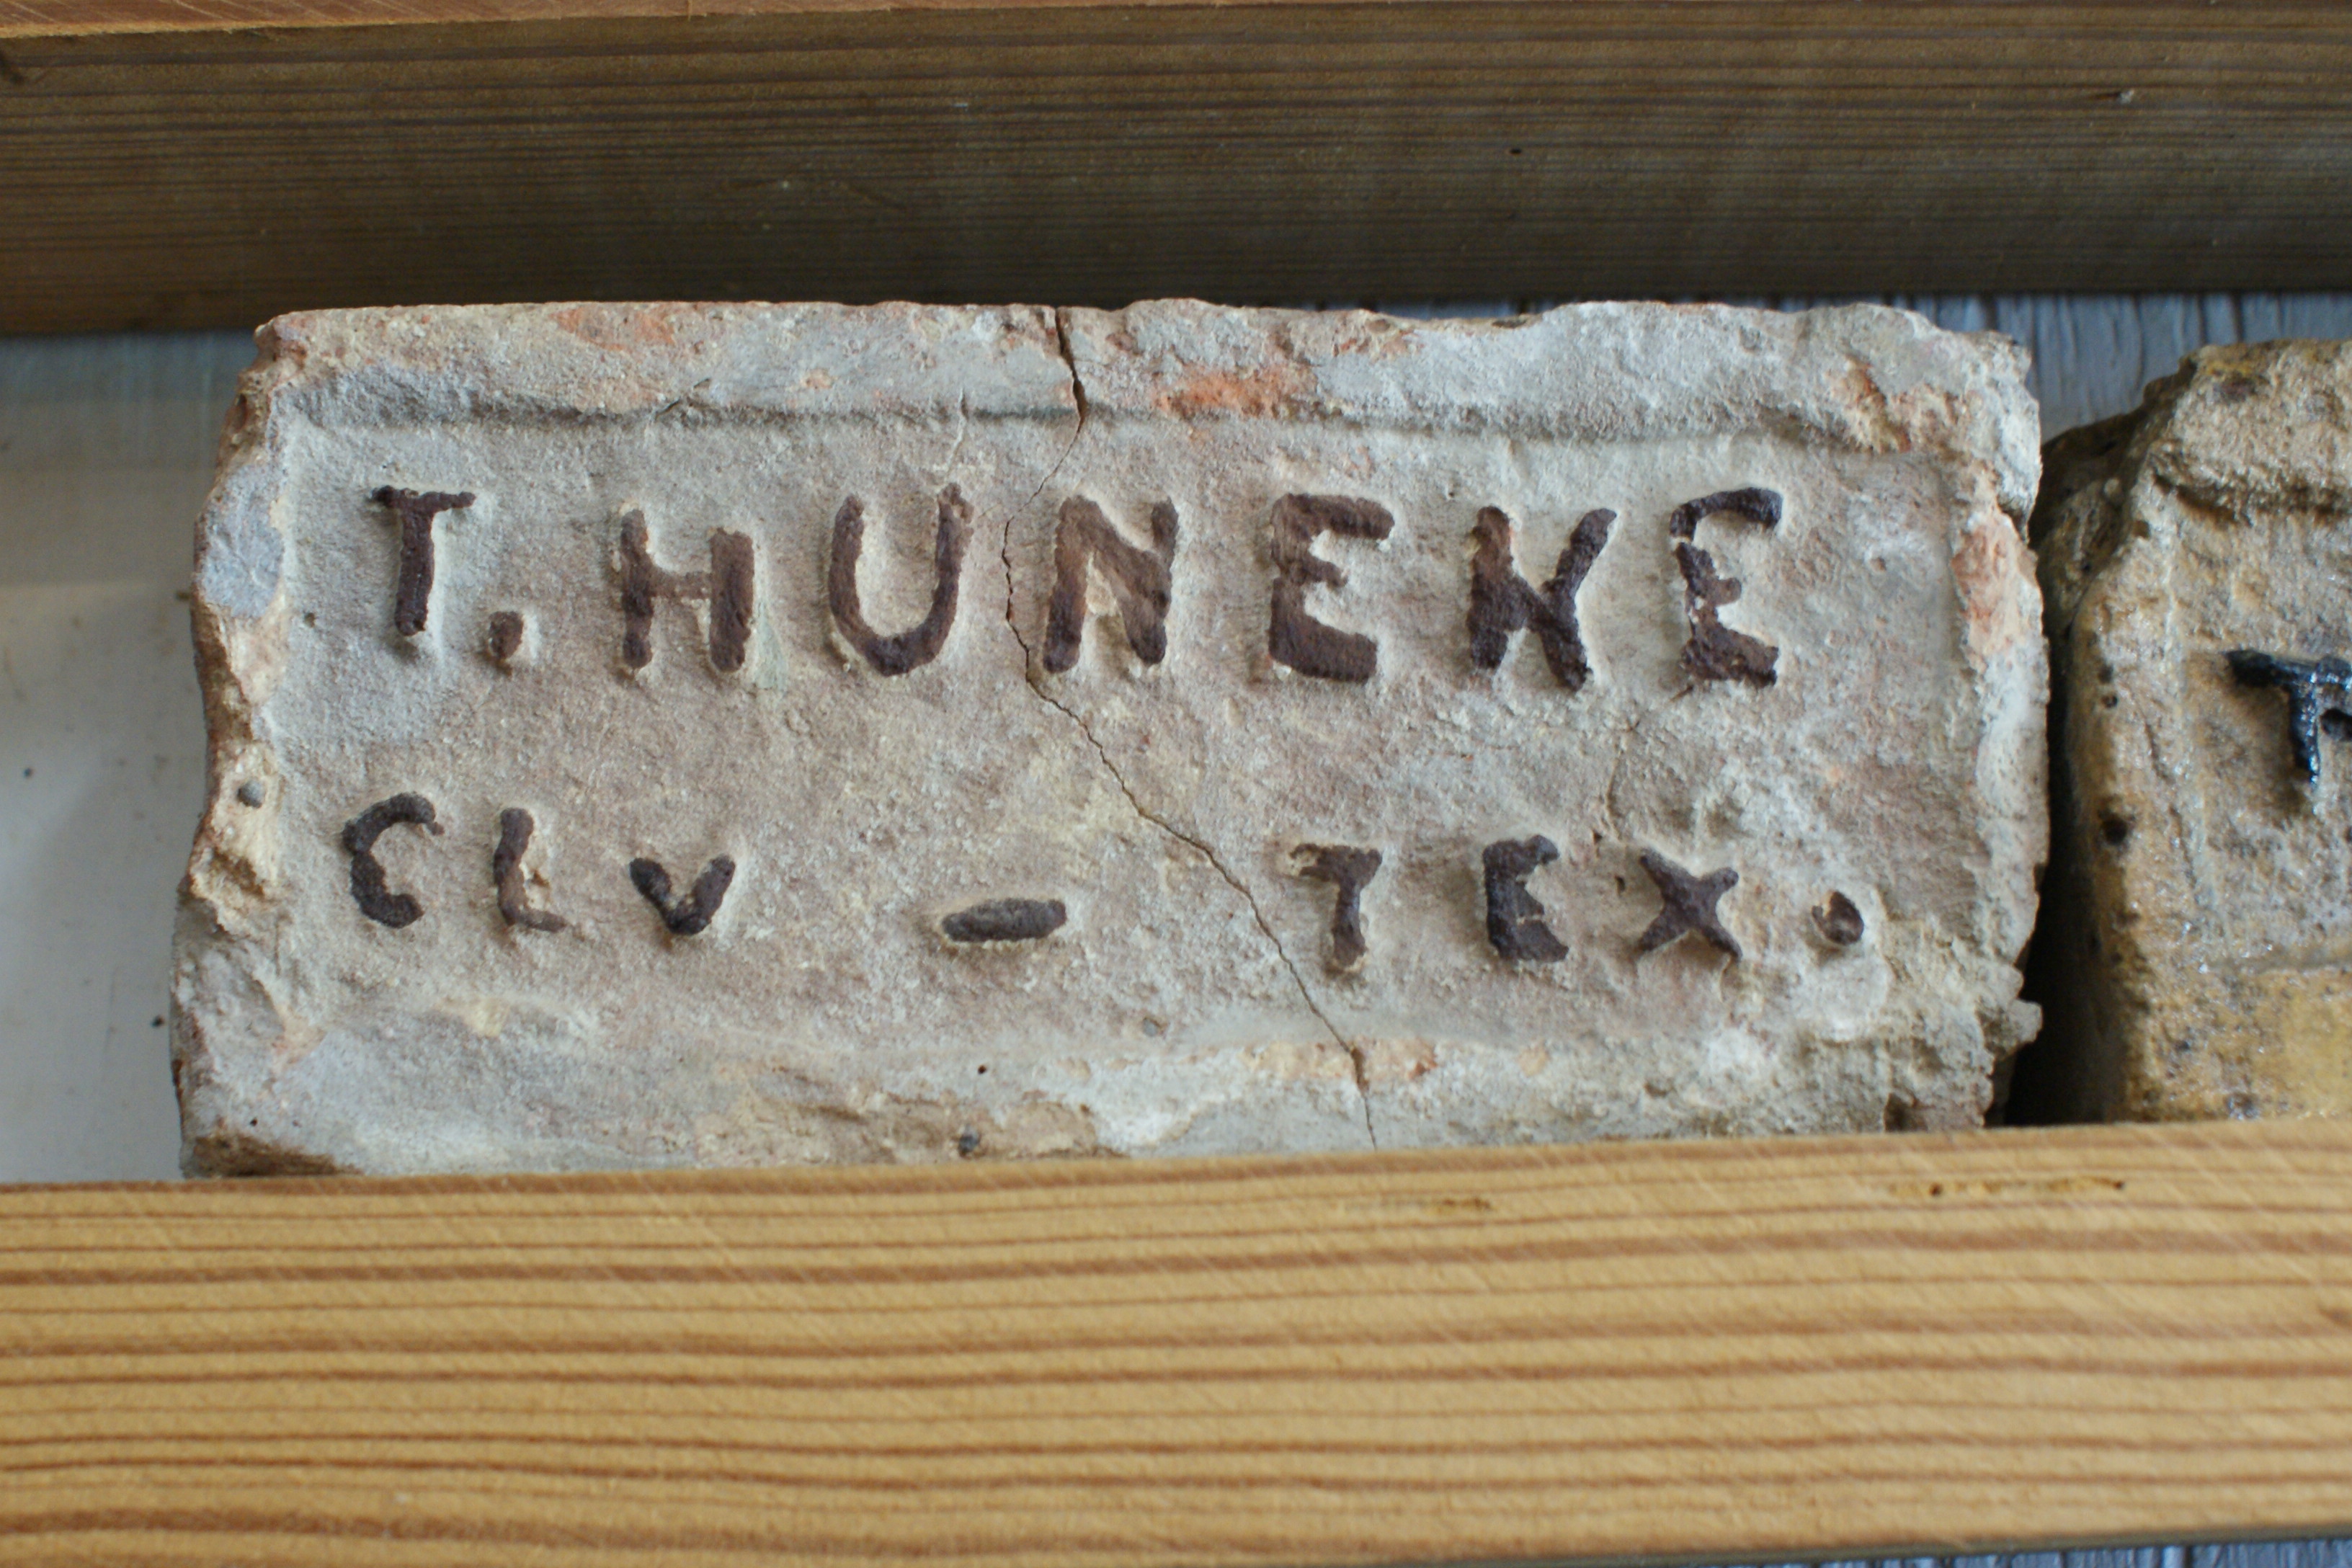 T. HUNEKE
CLV - TEX.